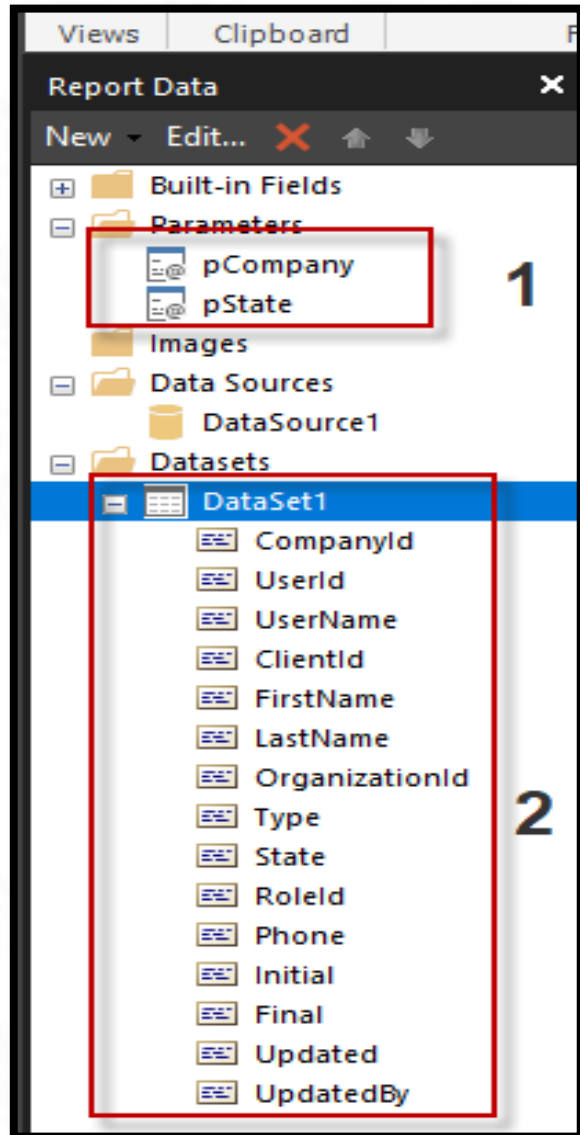 Views Clipboard F
Report Data ×
New Edit...
Built-in Fields
Parameters
pCompany
1
pState
Images
Data Sources
DataSource1
Datasets
DataSet1
CompanyId
UserId
UserName
ClientId
FirstName
LastName
OrganizationId
Type
2
State
RoleId
Phone
Initial
Final
Updated
UpdatedBy